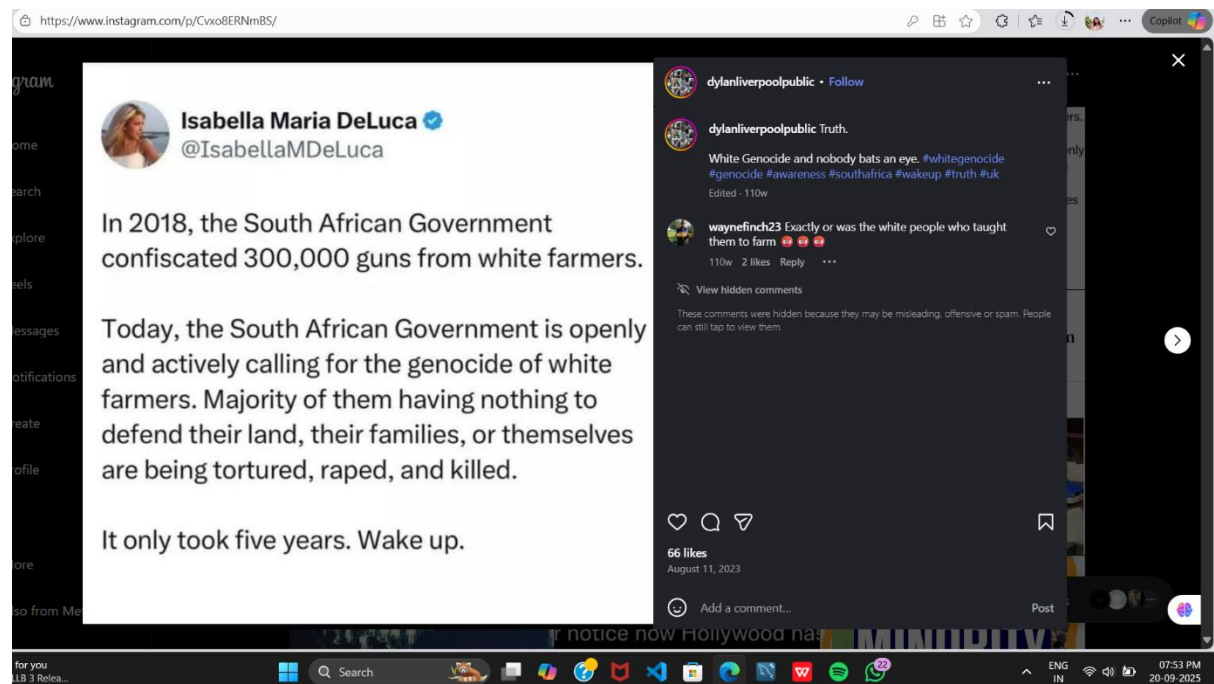 https://www.instagram.com/p/Cvxo8ERNmBS/
Copilot
gram
ome
earch
xplore
eels
essages
otifications
reate
rofile
ore
lso from Me
Isabella Maria DeLuca
@IsabellaMDeLuca
In 2018, the South African Government
confiscated 300,000 guns from white farmers.
Today, the South African Government is openly
and actively calling for the genocide of white
farmers. Majority of them having nothing to
defend their land, their families, or themselves
are being tortured, raped, and killed.
It only took five years. Wake up.
dylanliverpoolpublic • Follow
dylanliverpoolpublic Truth.
White Genocide and nobody bats an eye. #whitegenocide
#genocide #awareness #southafrica #wakeup #truth #uk
Edited · 110w
waynefinch23 Exactly or was the white people who taught
them to farm
110w 2 likes Reply
View hidden comments
These comments were hidden because they may be misleading, offensive or spam. People
can still tap to view them.
66 likes
August 11, 2023
Add a comment...
Post
r notice now Hollywood has
MINORITY
for you
LLB 3 Relea...
Search
22
ENG
IN
07:53 PM
20-09-2025